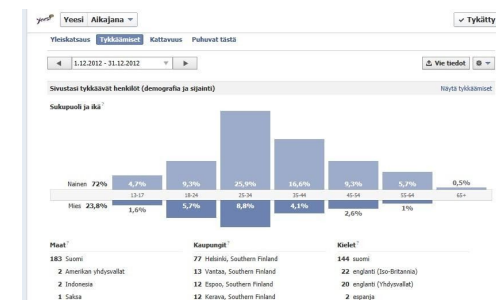 yeesi Yeesi Aikajana Tykätty
Yleiskatsaus Tykkäämiset Kattavuus Puhuvat tästä
1.12.2012 - 31.12.2012 Vie tiedot
Sivustasi tykkäävät henkilöt (demografia ja sijainti) Näytä tykkäämiset
Sukupuoli ja ikä ?
Nainen 72% 4,7% 9,3% 25,9% 16,6% 9,3% 5,7% 0,5%
13-17 18-24 25-34 35-44 45-54 55-64 65+
Mies 23,8% 1,6% 5,7% 8,8% 4,1% 2,6% 1%
Maat ? Kaupungit ? Kielet ?
183 Suomi 77 Helsinki, Southern Finland 144 suomi
2 Amerikan yhdysvallat 13 Vantaa, Southern Finland 22 englanti (Iso-Britannia)
2 Indonesia 12 Espoo, Southern Finland 20 englanti (Yhdysvallat)
1 Saksa 12 Kerava, Southern Finland 2 espanja